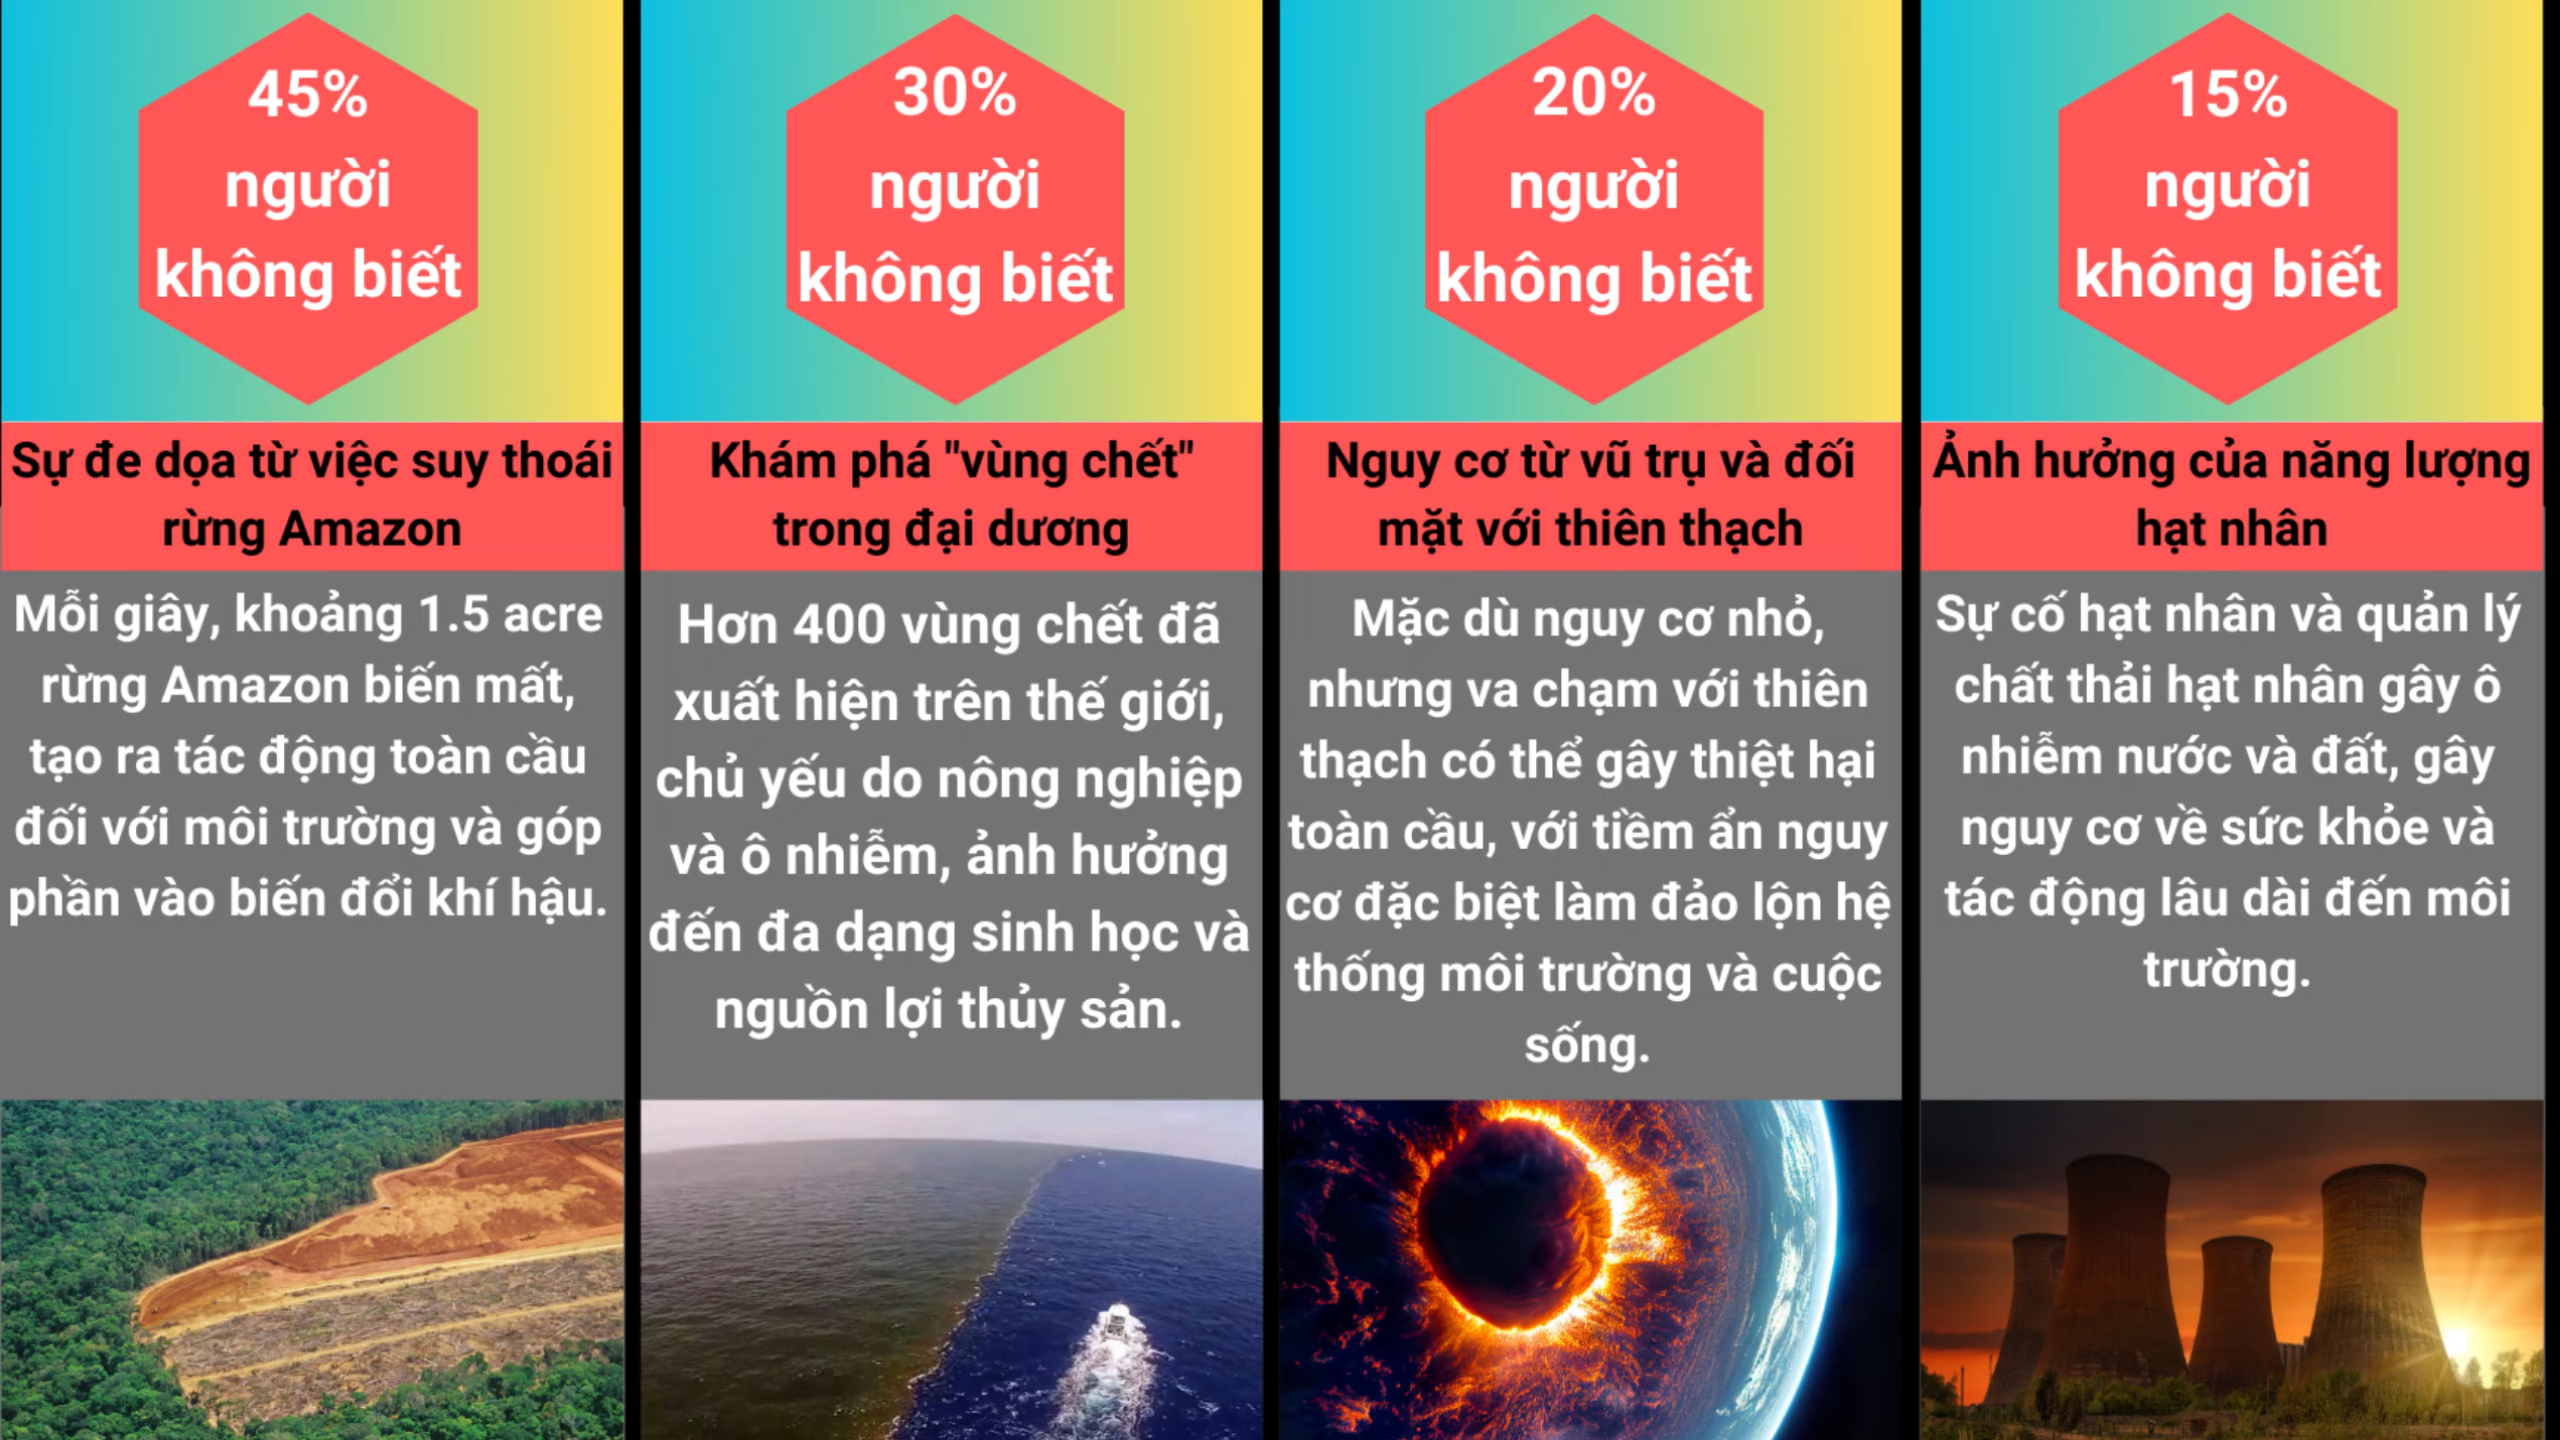 45%
người
không biết
Sự đe dọa từ việc suy thoái
rừng Amazon
Mỗi giây, khoảng 1.5 acre
rừng Amazon biến mất,
tạo ra tác động toàn cầu
đối với môi trường và góp
phần vào biến đổi khí hậu.
30%
người
không biết
Khám phá "vùng chết"
trong đại dương
Hơn 400 vùng chết đã
xuất hiện trên thế giới,
chủ yếu do nông nghiệp
và ô nhiễm, ảnh hưởng
đến đa dạng sinh học và
nguồn lợi thủy sản.
20%
người
không biết
Nguy cơ từ vũ trụ và đối
mặt với thiên thạch
Mặc dù nguy cơ nhỏ,
nhưng va chạm với thiên
thạch có thể gây thiệt hại
toàn cầu, với tiềm ẩn nguy
cơ đặc biệt làm đảo lộn hệ
thống môi trường và cuộc
sống.
15%
người
không biết
Ảnh hưởng của năng lượng
hạt nhân
Sự cố hạt nhân và quản lý
chất thải hạt nhân gây ô
nhiễm nước và đất, gây
nguy cơ về sức khỏe và
tác động lâu dài đến môi
trường.